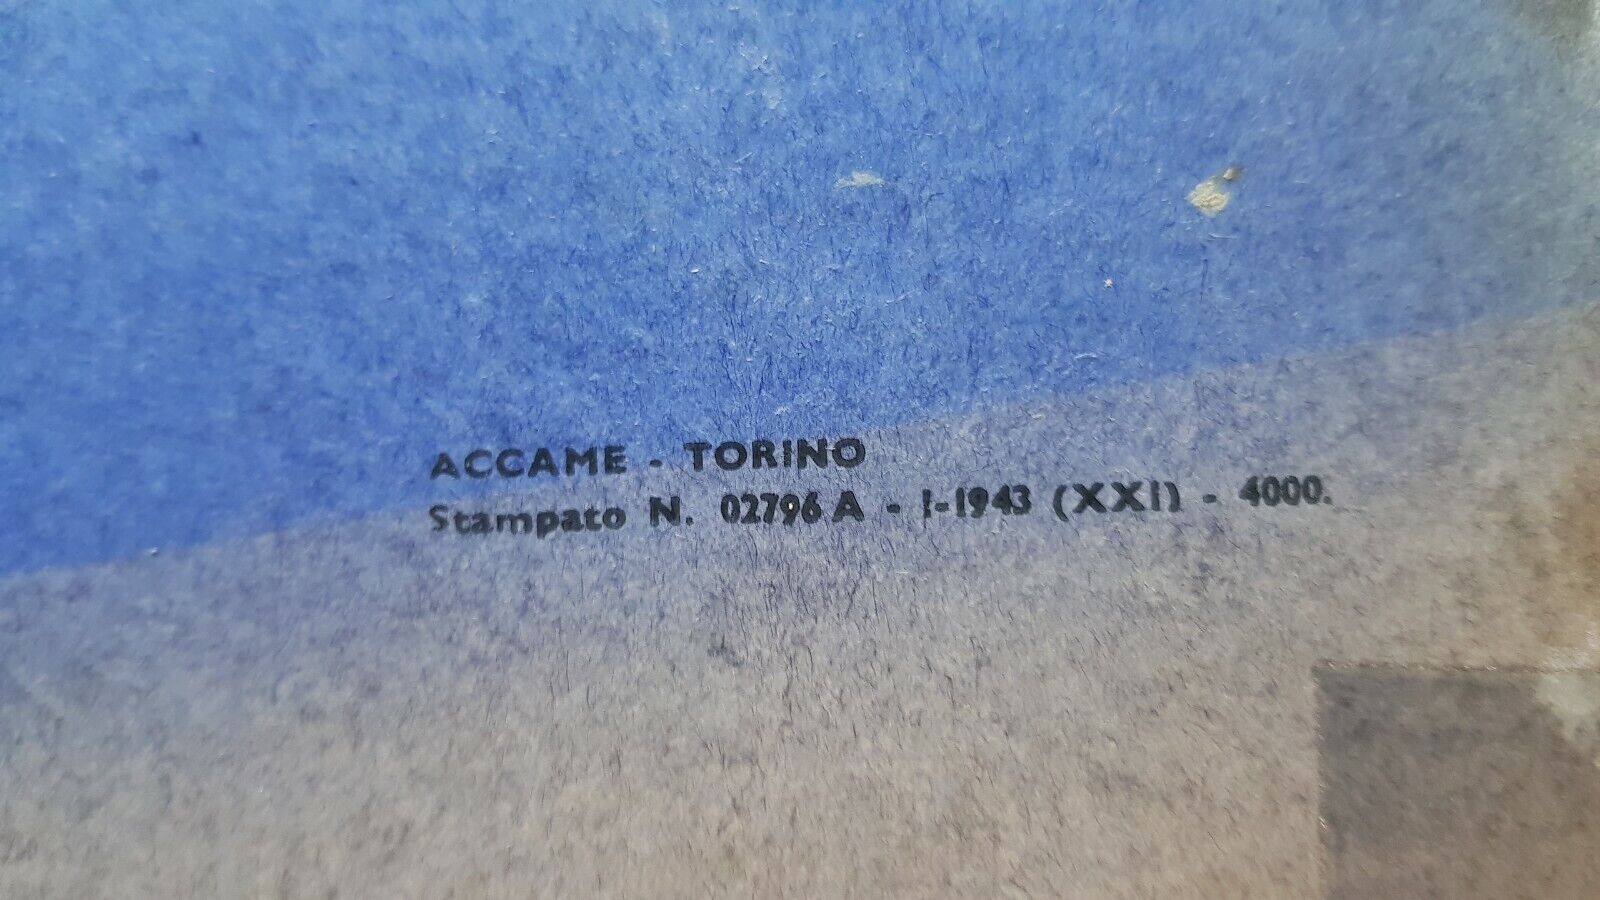 ACCAME - TORINO
Stampato N. 02796 A - I-1943 (XXI) - 4000.